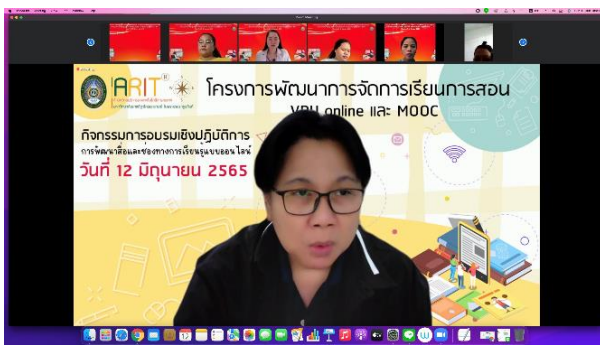 ARIT
โครงการพัฒนาการจัดการเรียนการสอน
VRU online และ MOOC
กิจกรรมการอบรมเชิงปฏิบัติการ
การพัฒนาสื่อและช่องทางการเรียนรู้แบบออนไลน์
วันที่ 12 มิถุนายน 2565